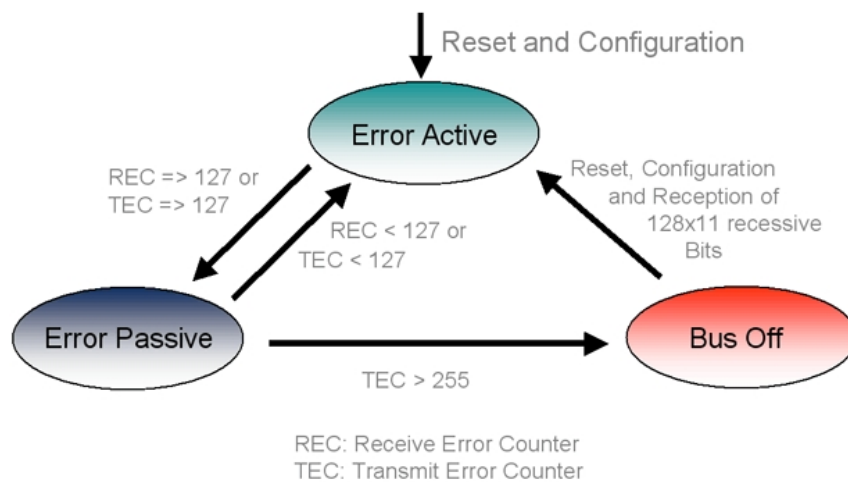 Reset and Configuration
Error Active
REC => 127 or
TEC => 127
REC < 127 or
TEC < 127
Reset, Configuration
and Reception of
128x11 recessive
Bits
Error Passive
Bus Off
TEC > 255
REC: Receive Error Counter
TEC: Transmit Error Counter